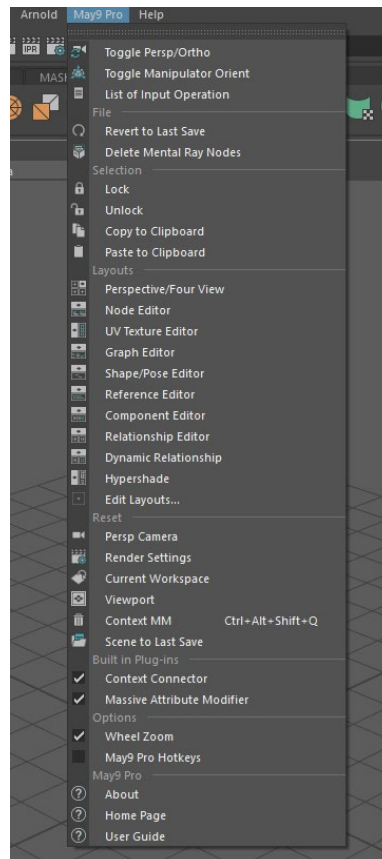 Arnold May9 Pro Help
IPR
MASH
Toggle Persp/Ortho
Toggle Manipulator Orient
List of Input Operation
File
Revert to Last Save
Delete Mental Ray Nodes
Selection
Lock
Unlock
Copy to Clipboard
Paste to Clipboard
Layouts
Perspective/Four View
Node Editor
UV Texture Editor
Graph Editor
Shape/Pose Editor
Reference Editor
Component Editor
Relationship Editor
Dynamic Relationship
Hypershade
Edit Layouts...
Reset
Persp Camera
Render Settings
Current Workspace
Viewport
Context MM Ctrl+Alt+Shift+Q
Scene to Last Save
Built in Plug-ins
Context Connector
Massive Attribute Modifier
Options
Wheel Zoom
May9 Pro Hotkeys
May9 Pro
About
Home Page
User Guide